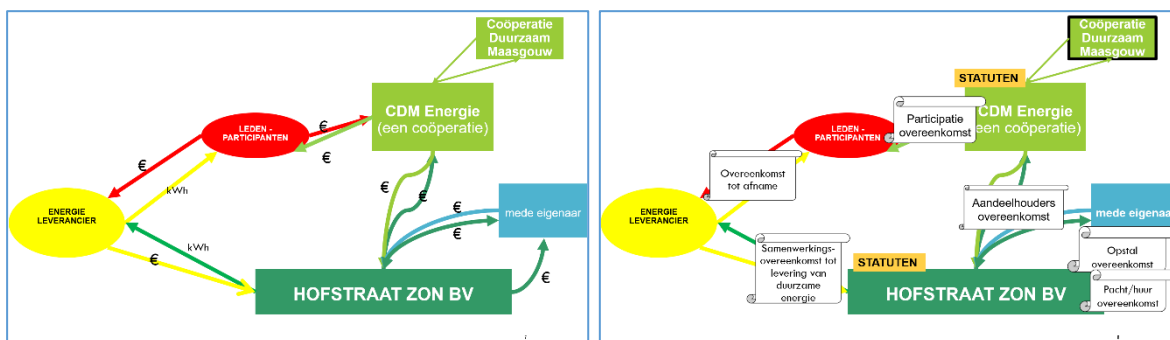 Coöperatie
Duurzaam
Maasgouw
CDM Energie
(een coöperatie)
LEDEN -
PARTICIPANTEN
€
€
€
kWh
€
€
€
€
mede eigenaar
ENERGIE
LEVERANCIER
kWh
€
€
HOFSTRAAT ZON BV
Coöperatie
Duurzaam
Maasgouw
STATUTEN
CDM Energie
(een coöperatie)
Participatie
overeenkomst
LEDEN -
PARTICIPANTEN
Overeenkomst
tot afname
Aandeelhouders
overeenkomst
mede eigenaar
ENERGIE
LEVERANCIER
Samenwerkings-
overeenkomst tot
levering van
duurzame
energie
STATUTEN
Opstal
overeenkomst
Pacht/huur
overeenkomst
HOFSTRAAT ZON BV